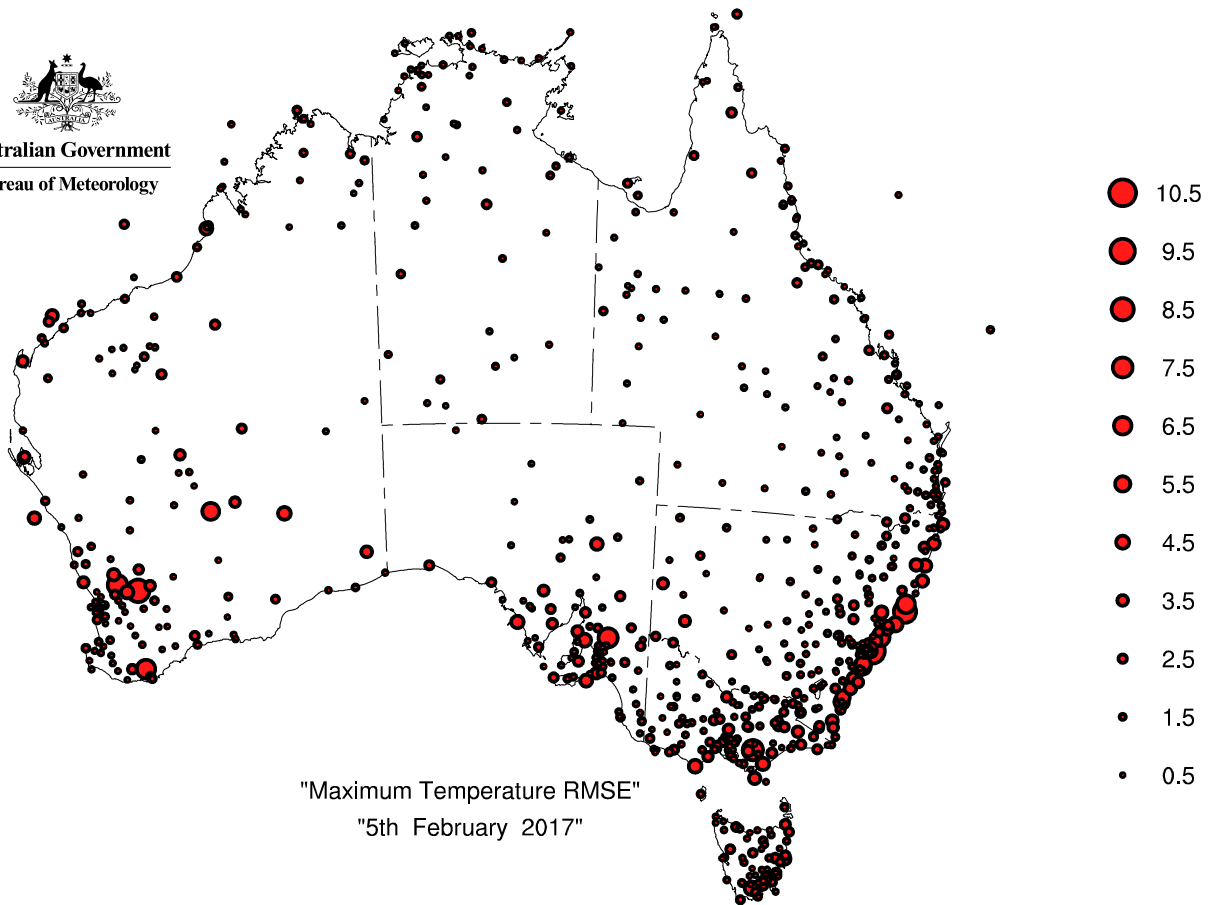 AUSTRALIA
tralian Government
reau of Meteorology
10.5
9.5
8.5
7.5
6.5
5.5
4.5
3.5
2.5
1.5
0.5
"Maximum Temperature RMSE"
"5th February 2017"